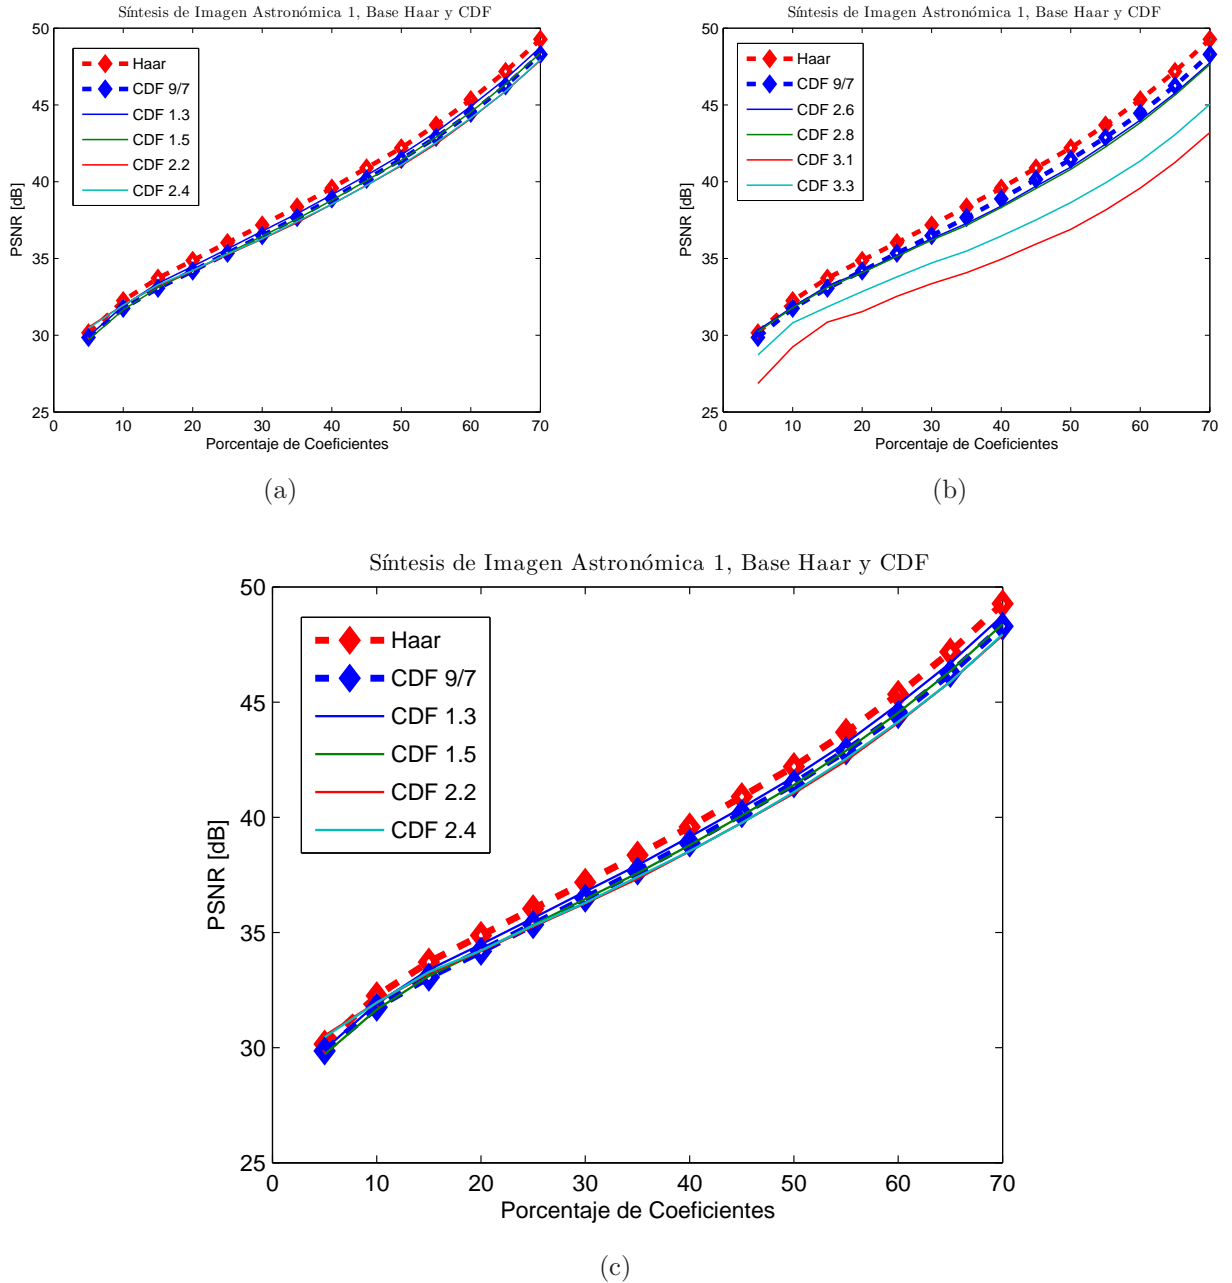 Síntesis de Imagen Astronómica 1, Base Haar y CDF
50
45
40
35
30
25
PSNR [dB]
Haar
CDF 9/7
CDF 1.3
CDF 1.5
CDF 2.2
CDF 2.4
0 10 20 30 40 50 60 70
Porcentaje de Coeficientes
(a)
Síntesis de Imagen Astronómica 1, Base Haar y CDF
50
45
40
35
30
25
PSNR [dB]
Haar
CDF 9/7
CDF 2.6
CDF 2.8
CDF 3.1
CDF 3.3
0 10 20 30 40 50 60 70
Porcentaje de Coeficientes
(b)
Síntesis de Imagen Astronómica 1, Base Haar y CDF
50
45
40
35
30
25
PSNR [dB]
Haar
CDF 9/7
CDF 1.3
CDF 1.5
CDF 2.2
CDF 2.4
0 10 20 30 40 50 60 70
Porcentaje de Coeficientes
(c)